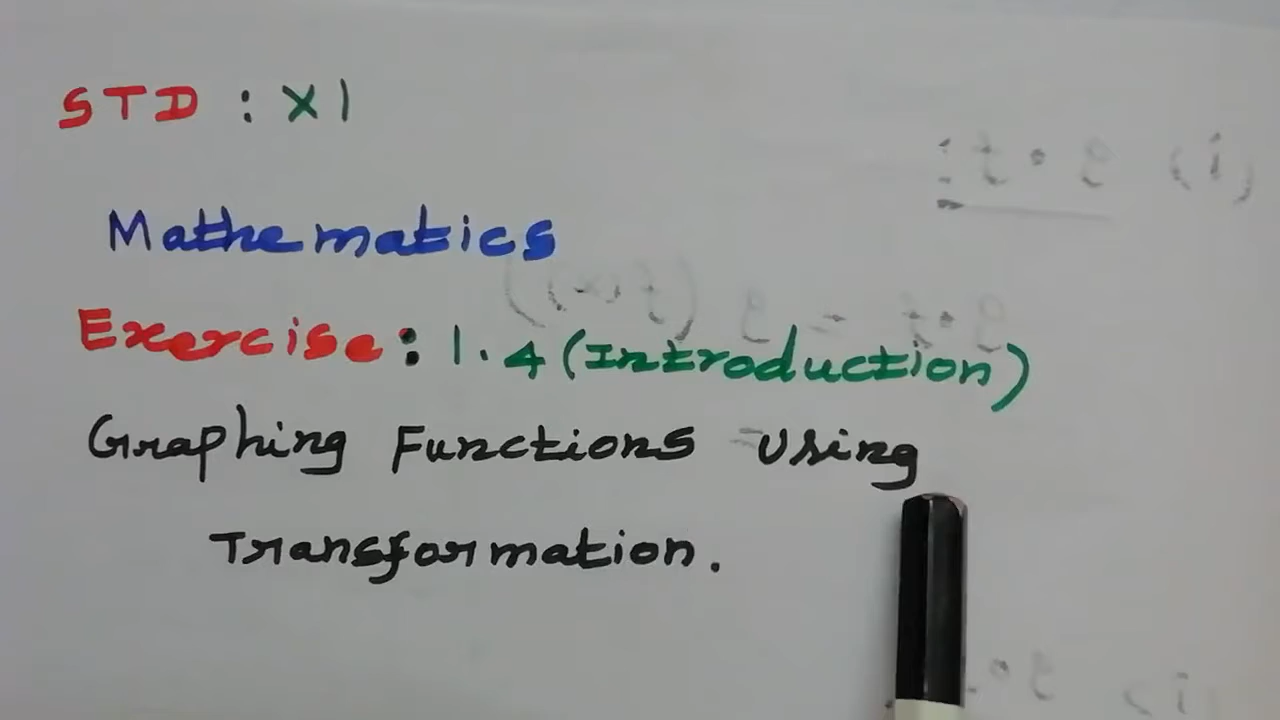 STD : XI
Mathematics
Exercise: 1.4 (Introduction)
Graphing Functions Using
Transformation.